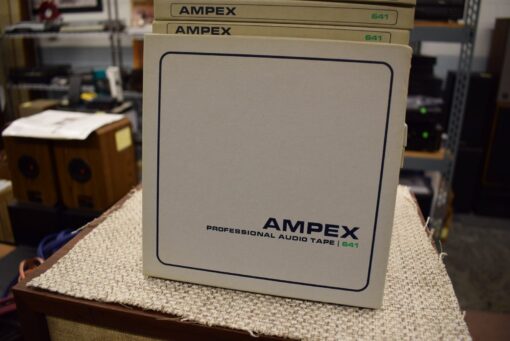 AMPEX 641
AMPEX 641
AMPEX
PROFESSIONAL AUDIO TAPE | 641